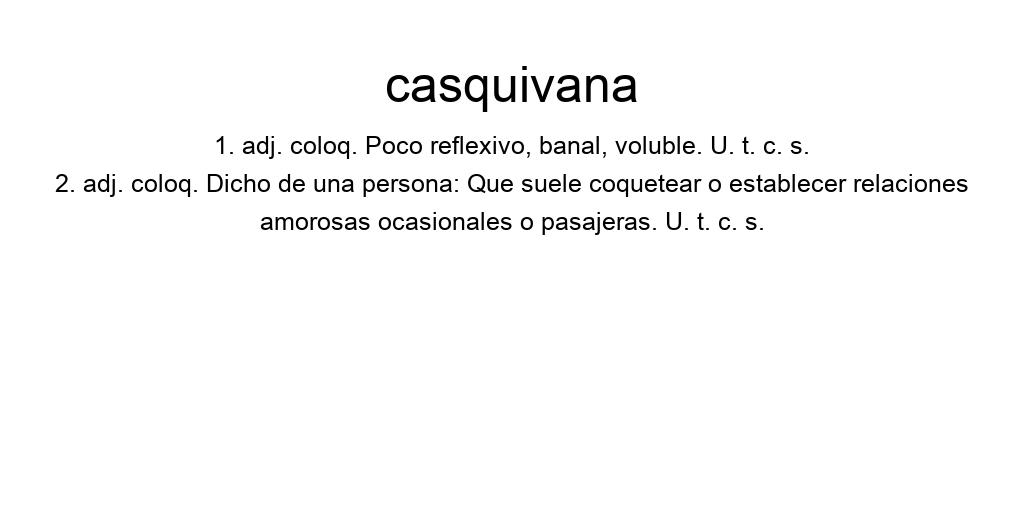 casquivana
1. adj. coloq. Poco reflexivo, banal, voluble. U. t. c. s.
2. adj. coloq. Dicho de una persona: Que suele coquetear o establecer relaciones
amorosas ocasionales o pasajeras. U. t. c. s.